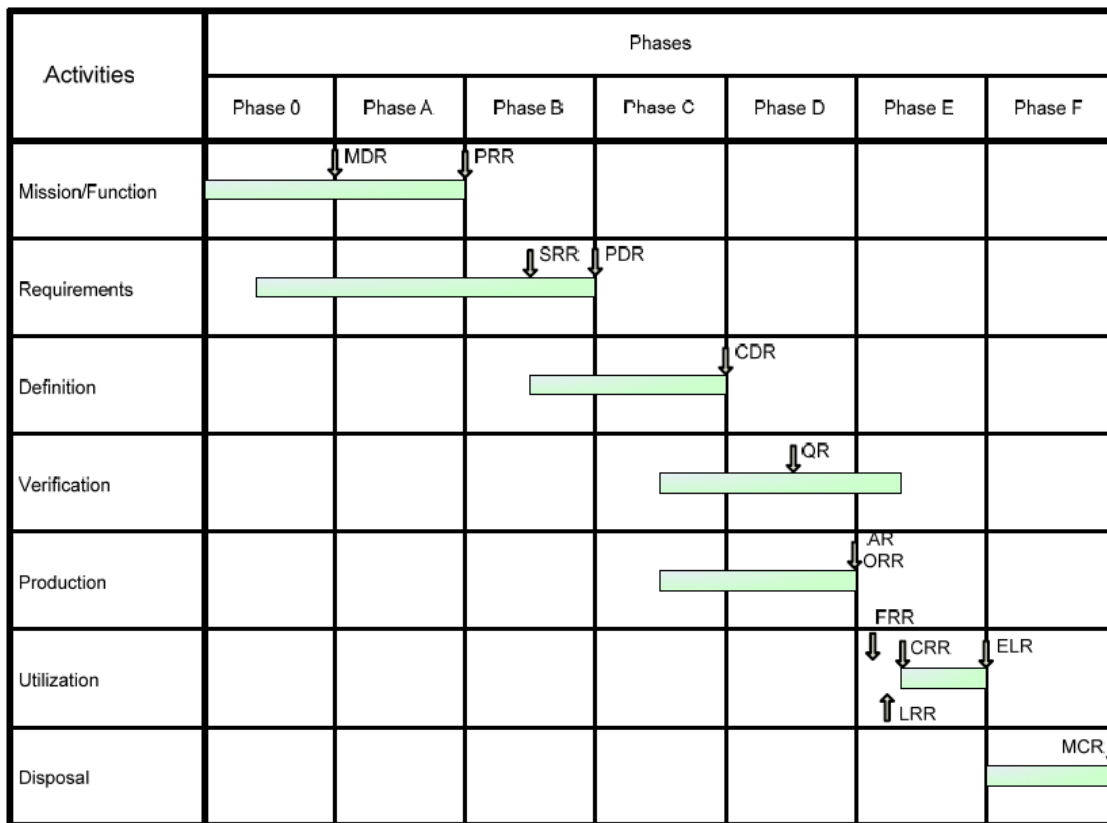 Activities
Phases
Phase 0
Phase A
Phase B
Phase C
Phase D
Phase E
Phase F
Mission/Function
MDR
PRR
Requirements
SRR
PDR
Definition
CDR
Verification
QR
Production
AR
ORR
Utilization
FRR
CRR
ELR
LRR
Disposal
MCR